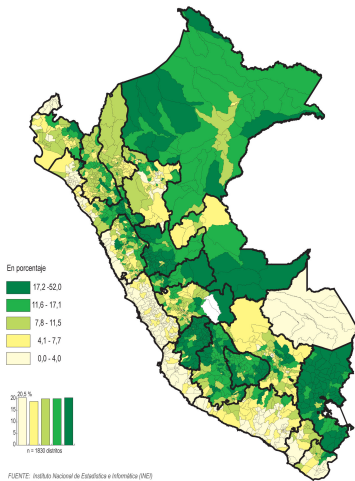 En porcentaje
17,2 -52,0
11,6 - 17,1
7,8 - 11,5
4,1 - 7,7
0,0 - 4,0
20,5 %
20
15
10
5
0
n = 1830 distritos
FUENTE: Instituto Nacional de Estadística e Informática (INEI)